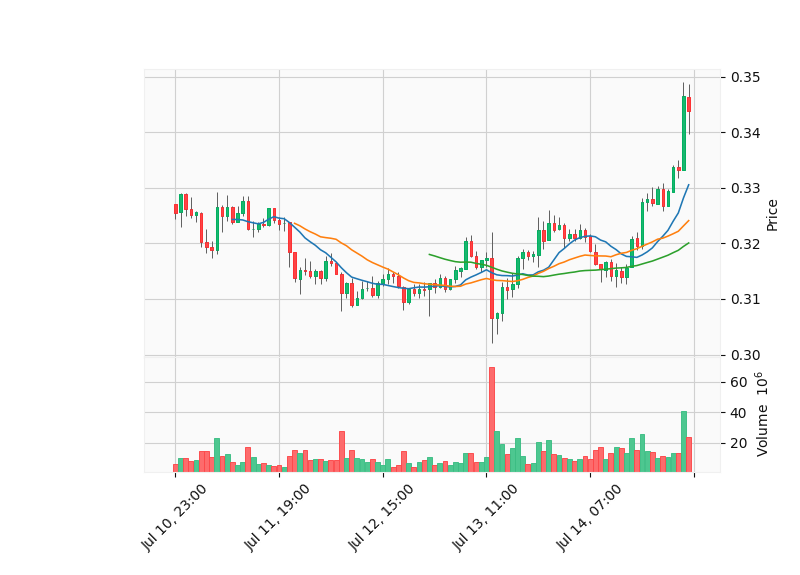 0.35
0.34
0.33
0.32
0.31
0.30
Price
60
40
20
Volume 10^6
Jul 10, 23:00
Jul 11, 19:00
Jul 12, 15:00
Jul 13, 11:00
Jul 14, 07:00